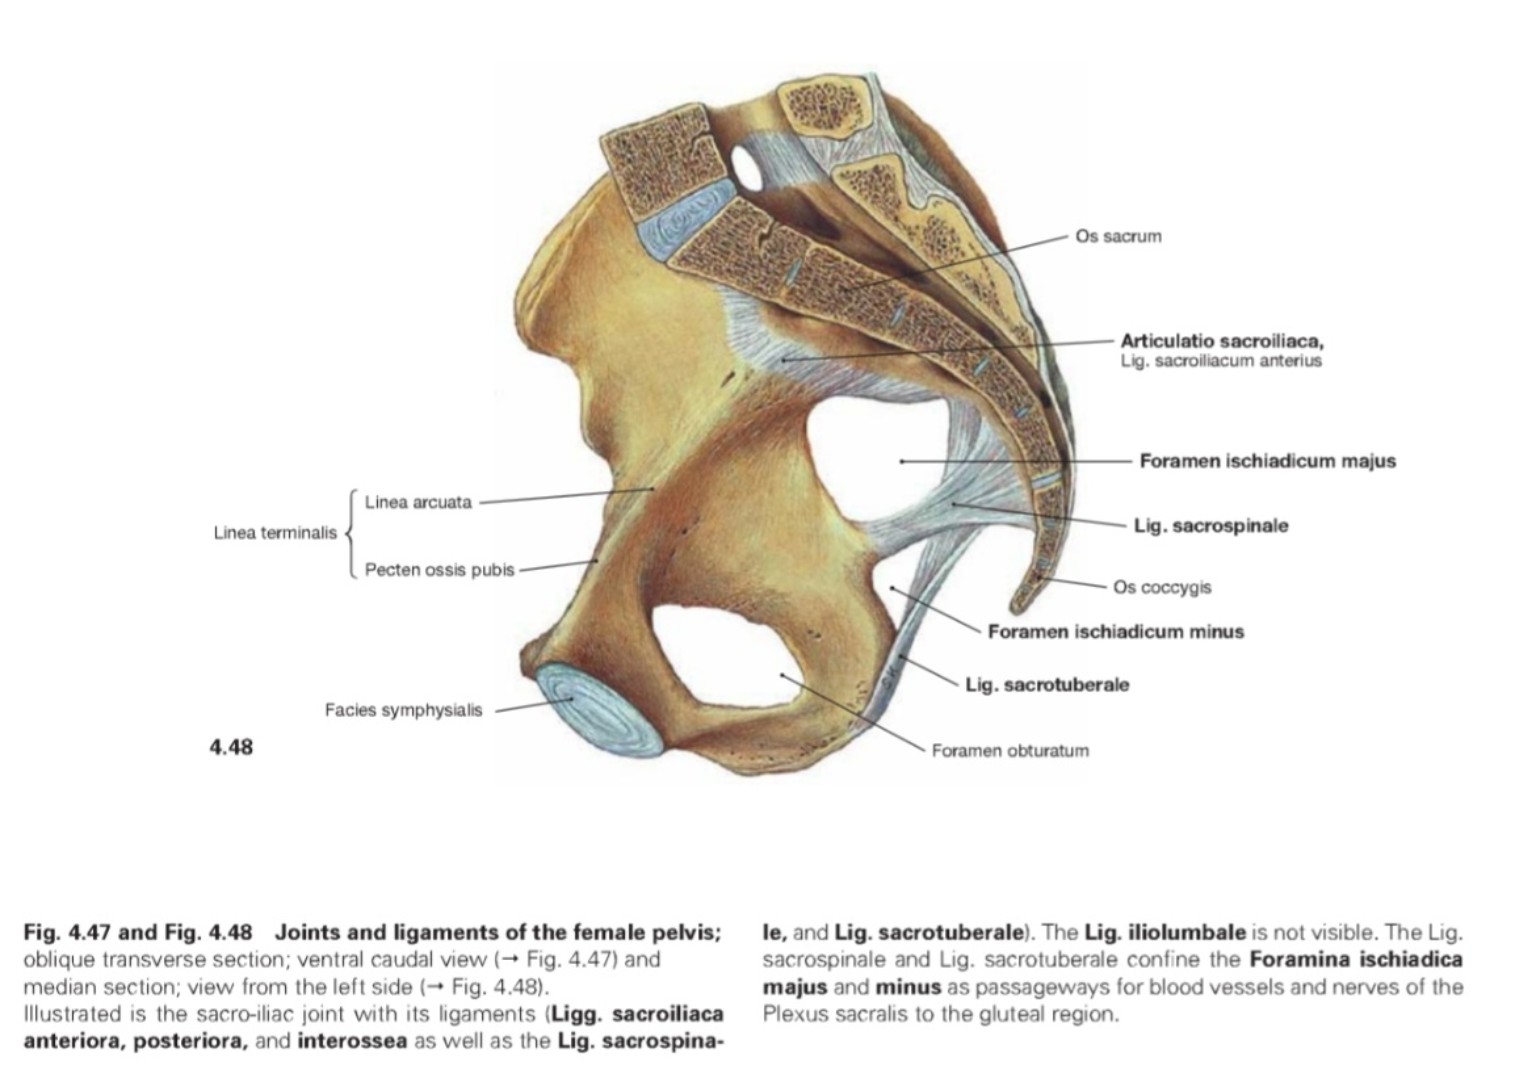 Os sacrum
Articulatio sacroiliaca,
Lig. sacroiliacum anterius
Foramen ischiadicum majus
Linea arcuata
Linea terminalis
Lig. sacrospinale
Pecten ossis pubis
Os coccygis
Foramen ischiadicum minus
Lig. sacrotuberale
Facies symphysialis
4.48
Foramen obturatum
Fig. 4.47 and Fig. 4.48 Joints and ligaments of the female pelvis;
oblique transverse section; ventral caudal view (→ Fig. 4.47) and
median section; view from the left side (→ Fig. 4.48).
Illustrated is the sacro-iliac joint with its ligaments (Ligg. sacroiliaca
anteriora, posteriora, and interossea as well as the Lig. sacrospina-
le, and Lig. sacrotuberale). The Lig. iliolumbale is not visible. The Lig.
sacrospinale and Lig. sacrotuberale confine the Foramina ischiadica
majus and minus as passageways for blood vessels and nerves of the
Plexus sacralis to the gluteal region.